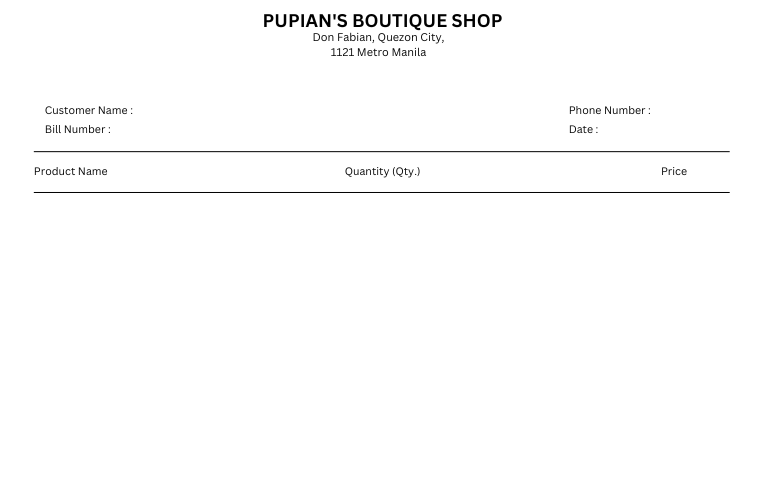 PUPIAN'S BOUTIQUE SHOP
Don Fabian, Quezon City,
1121 Metro Manila
Customer Name : Phone Number :
Bill Number : Date :
Product Name Quantity (Qty.) Price